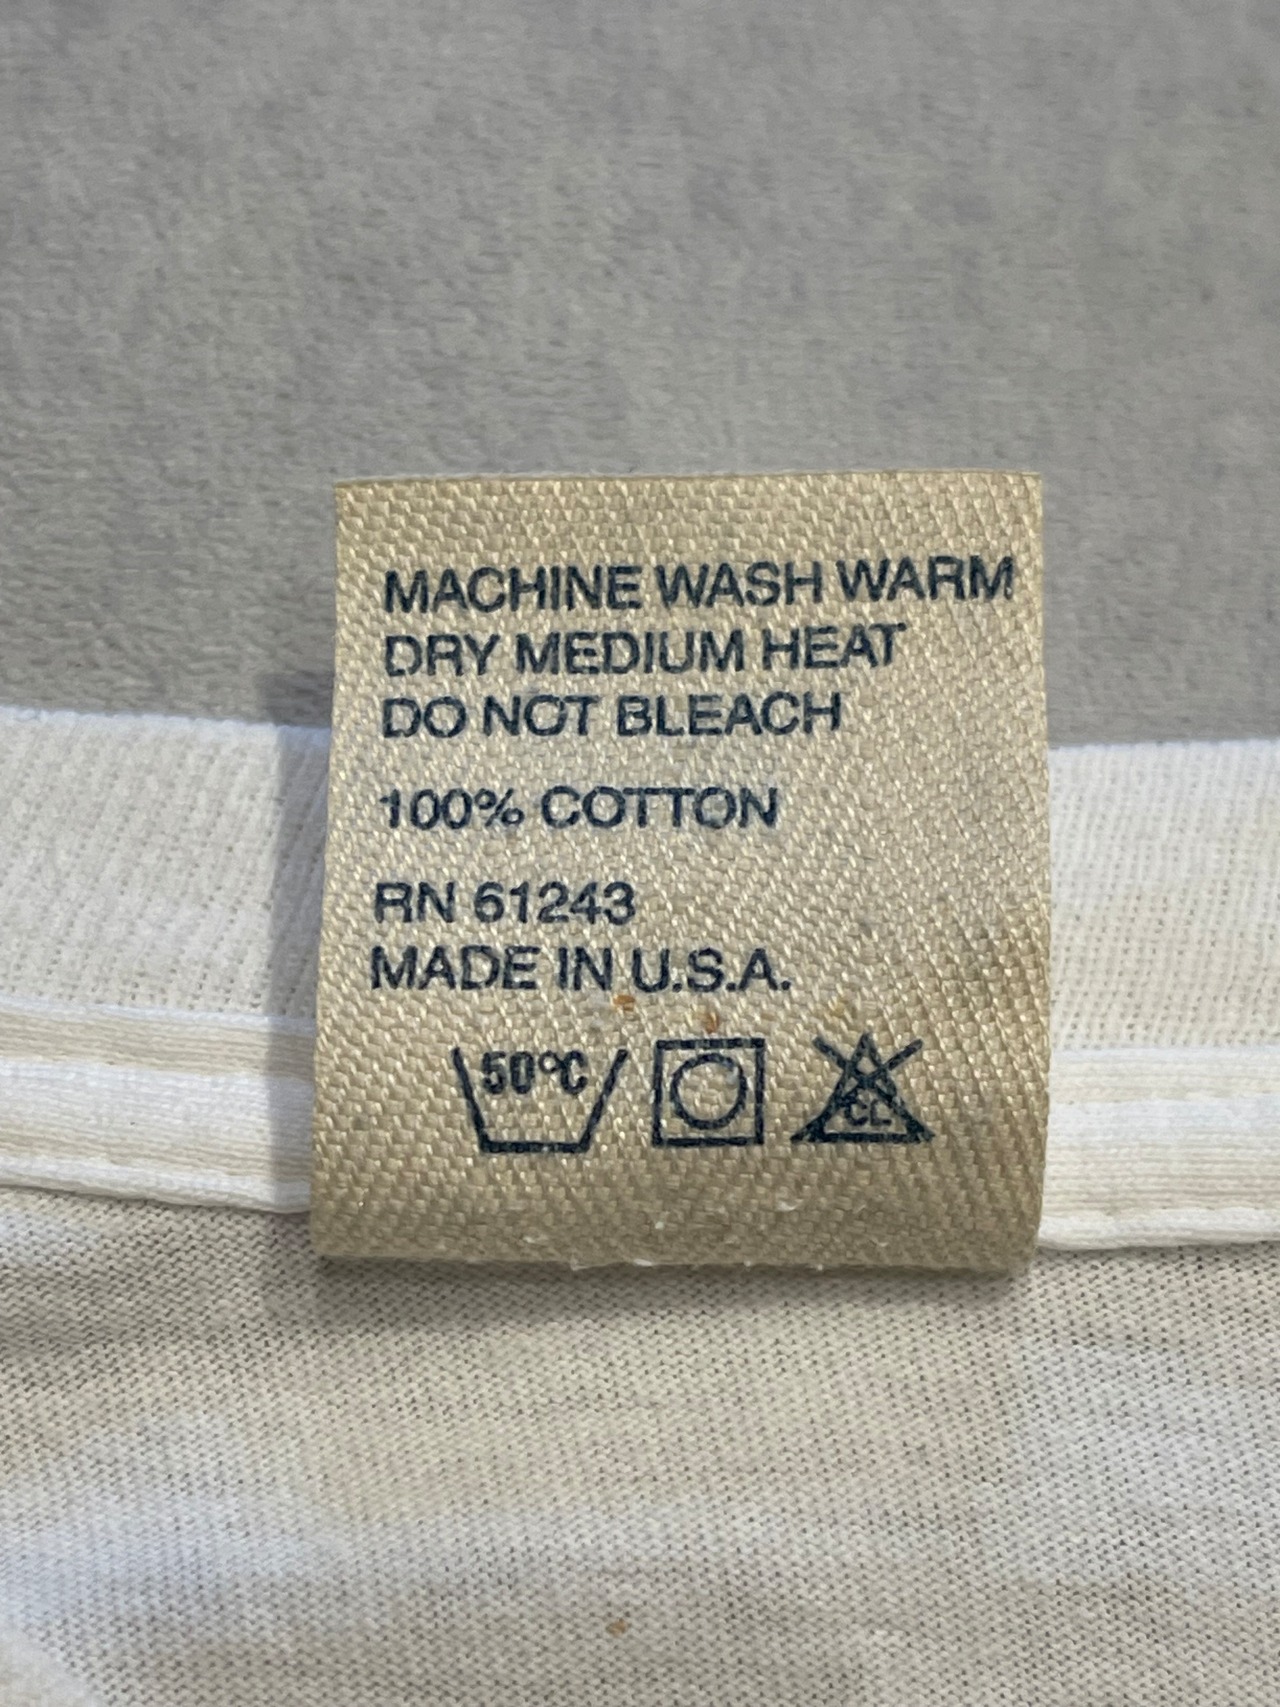 MACHINE WASH WARM
DRY MEDIUM HEAT
DO NOT BLEACH
100% COTTON
RN 61243
MADE IN U.S.A.
50°C
CL